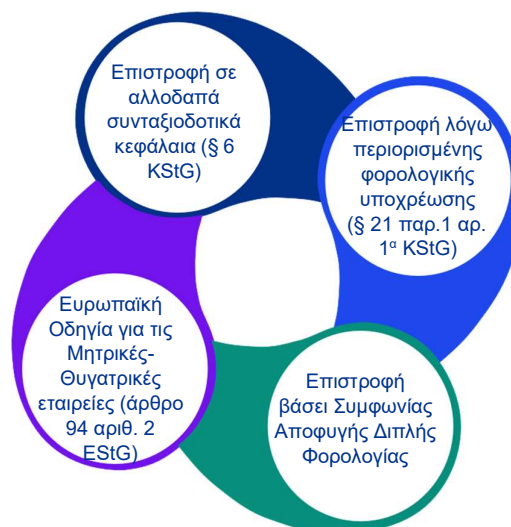 Επιστροφή σε
αλλοδαπά
συνταξιοδοτικά
κεφάλαια (§ 6
KStG)
Επιστροφή λόγω
περιορισμένης
φορολογικής
υποχρέωσης
(§ 21 παρ.1 αρ.
1α KStG)
Επιστροφή
βάσει Συμφωνίας
Αποφυγής Διπλής
Φορολογίας
Ευρωπαϊκή
Οδηγία για τις
Μητρικές-
Θυγατρικές
εταιρείες (άρθρο
94 αριθ. 2
EStG)